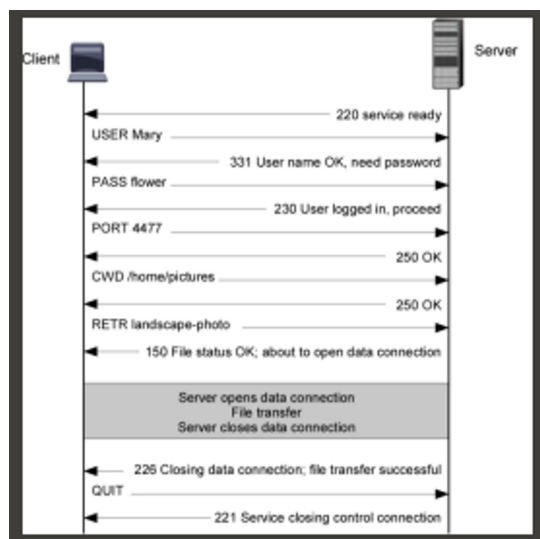 Client
Server
220 service ready
USER Mary
331 User name OK, need password
PASS flower
230 User logged in, proceed
PORT 4477
250 OK
CWD /home/pictures
250 OK
RETR landscape-photo
150 File status OK; about to open data connection
Server opens data connection
File transfer
Server closes data connection
226 Closing data connection; file transfer successful
QUIT
221 Service closing control connection